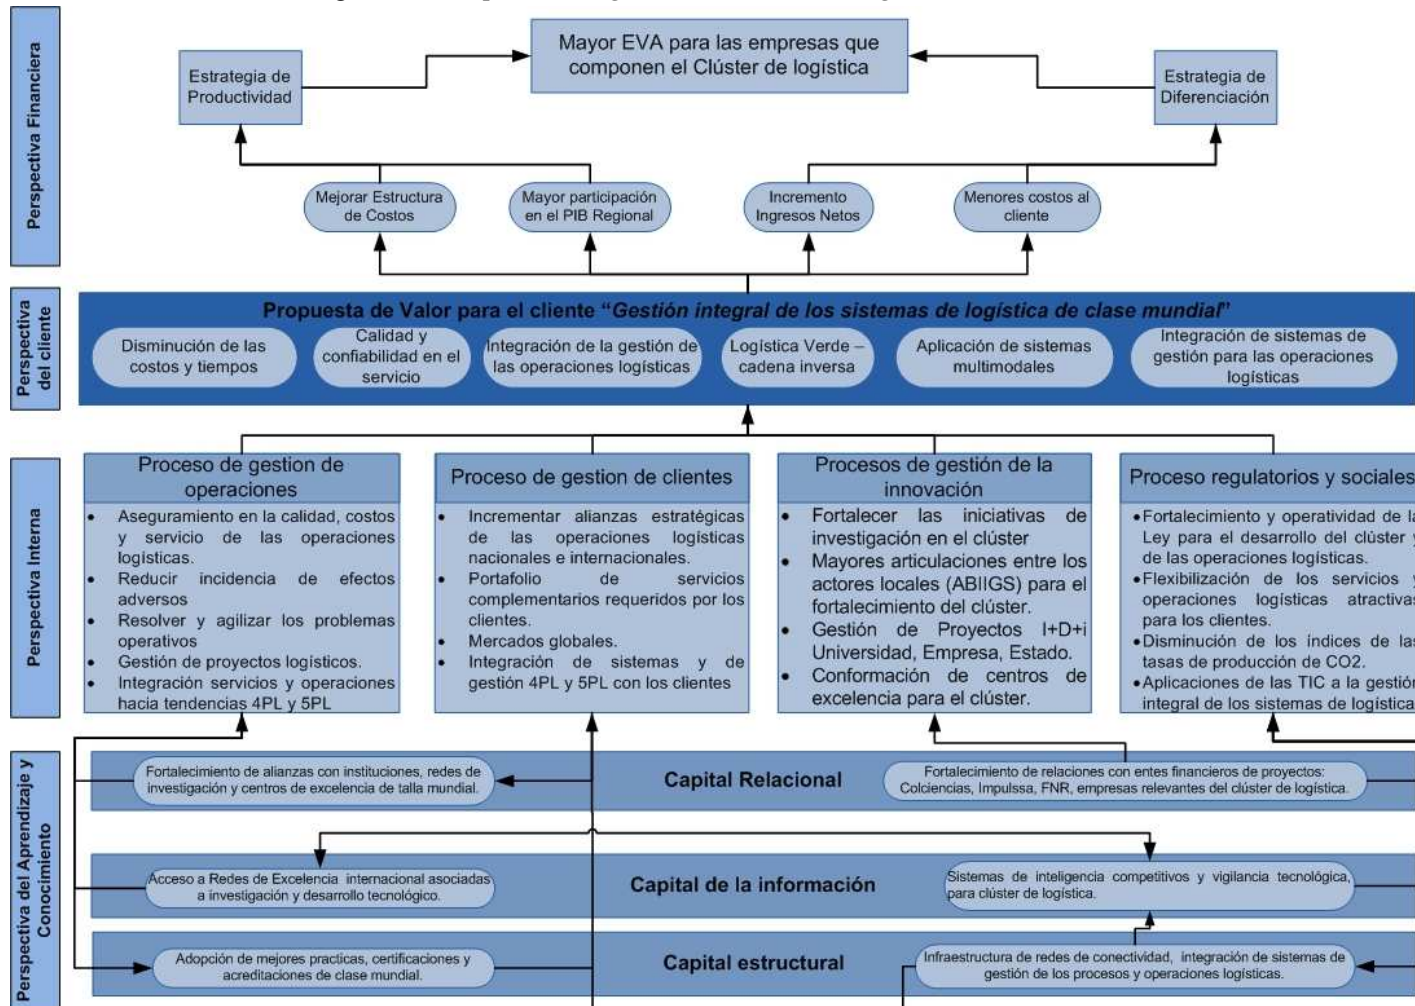 Perspectiva Financiera
Mayor EVA para las empresas que
componen el Clúster de logística
Estrategia de
Productividad
Estrategia de
Diferenciación
Mejorar Estructura
de Costos
Mayor participación
en el PIB Regional
Incremento
Ingresos Netos
Menores costos al
cliente
Perspectiva
del cliente
Propuesta de Valor para el cliente “Gestión integral de los sistemas de logística de clase mundial”
Disminución de las
costos y tiempos
Calidad y
confiabilidad en el
servicio
Integración de la gestión de
las operaciones logísticas
Logística Verde –
cadena inversa
Aplicación de sistemas
multimodales
Integración de sistemas de
gestión para las operaciones
logísticas
Perspectiva Interna
Proceso de gestion de
operaciones
• Aseguramiento en la calidad, costos
y servicio de las operaciones
logísticas.
• Reducir incidencia de efectos
adversos
• Resolver y agilizar los problemas
operativos
• Gestión de proyectos logísticos.
• Integración servicios y operaciones
hacia tendencias 4PL y 5PL
Proceso de gestion de clientes
• Incrementar alianzas estratégicas
de las operaciones logísticas
nacionales e internacionales.
• Portafolio de servicios
complementarios requeridos por los
clientes.
• Mercados globales.
• Integración de sistemas y de
gestión 4PL y 5PL con los clientes
Procesos de gestión de la
innovación
• Fortalecer las iniciativas de
investigación en el clúster
• Mayores articulaciones entre los
actores locales (ABIIGS) para el
fortalecimiento del clúster.
• Gestión de Proyectos I+D+i
Universidad, Empresa, Estado.
• Conformación de centros de
excelencia para el clúster.
Proceso regulatorios y sociales
•Fortalecimiento y operatividad de la
Ley para el desarrollo del clúster y
de las operaciones logísticas.
•Flexibilización de los servicios y
operaciones logísticas atractivas
para los clientes.
•Disminución de los índices de las
tasas de producción de CO2.
•Aplicaciones de las TIC a la gestión
integral de los sistemas de logística
Perspectiva del Aprendizaje y
Conocimiento
Fortalecimiento de alianzas con instituciones, redes de
investigación y centros de excelencia de talla mundial.
Capital Relacional
Fortalecimiento de relaciones con entes financieros de proyectos:
Colciencias, Impulssa, FNR, empresas relevantes del clúster de logística.
Acceso a Redes de Excelencia internacional asociadas
a investigación y desarrollo tecnológico.
Capital de la información
Sistemas de inteligencia competitivos y vigilancia tecnológica,
para clúster de logística.
Adopción de mejores practicas, certificaciones y
acreditaciones de clase mundial.
Capital estructural
Infraestructura de redes de conectividad, integración de sistemas de
gestión de los procesos y operaciones logísticas.